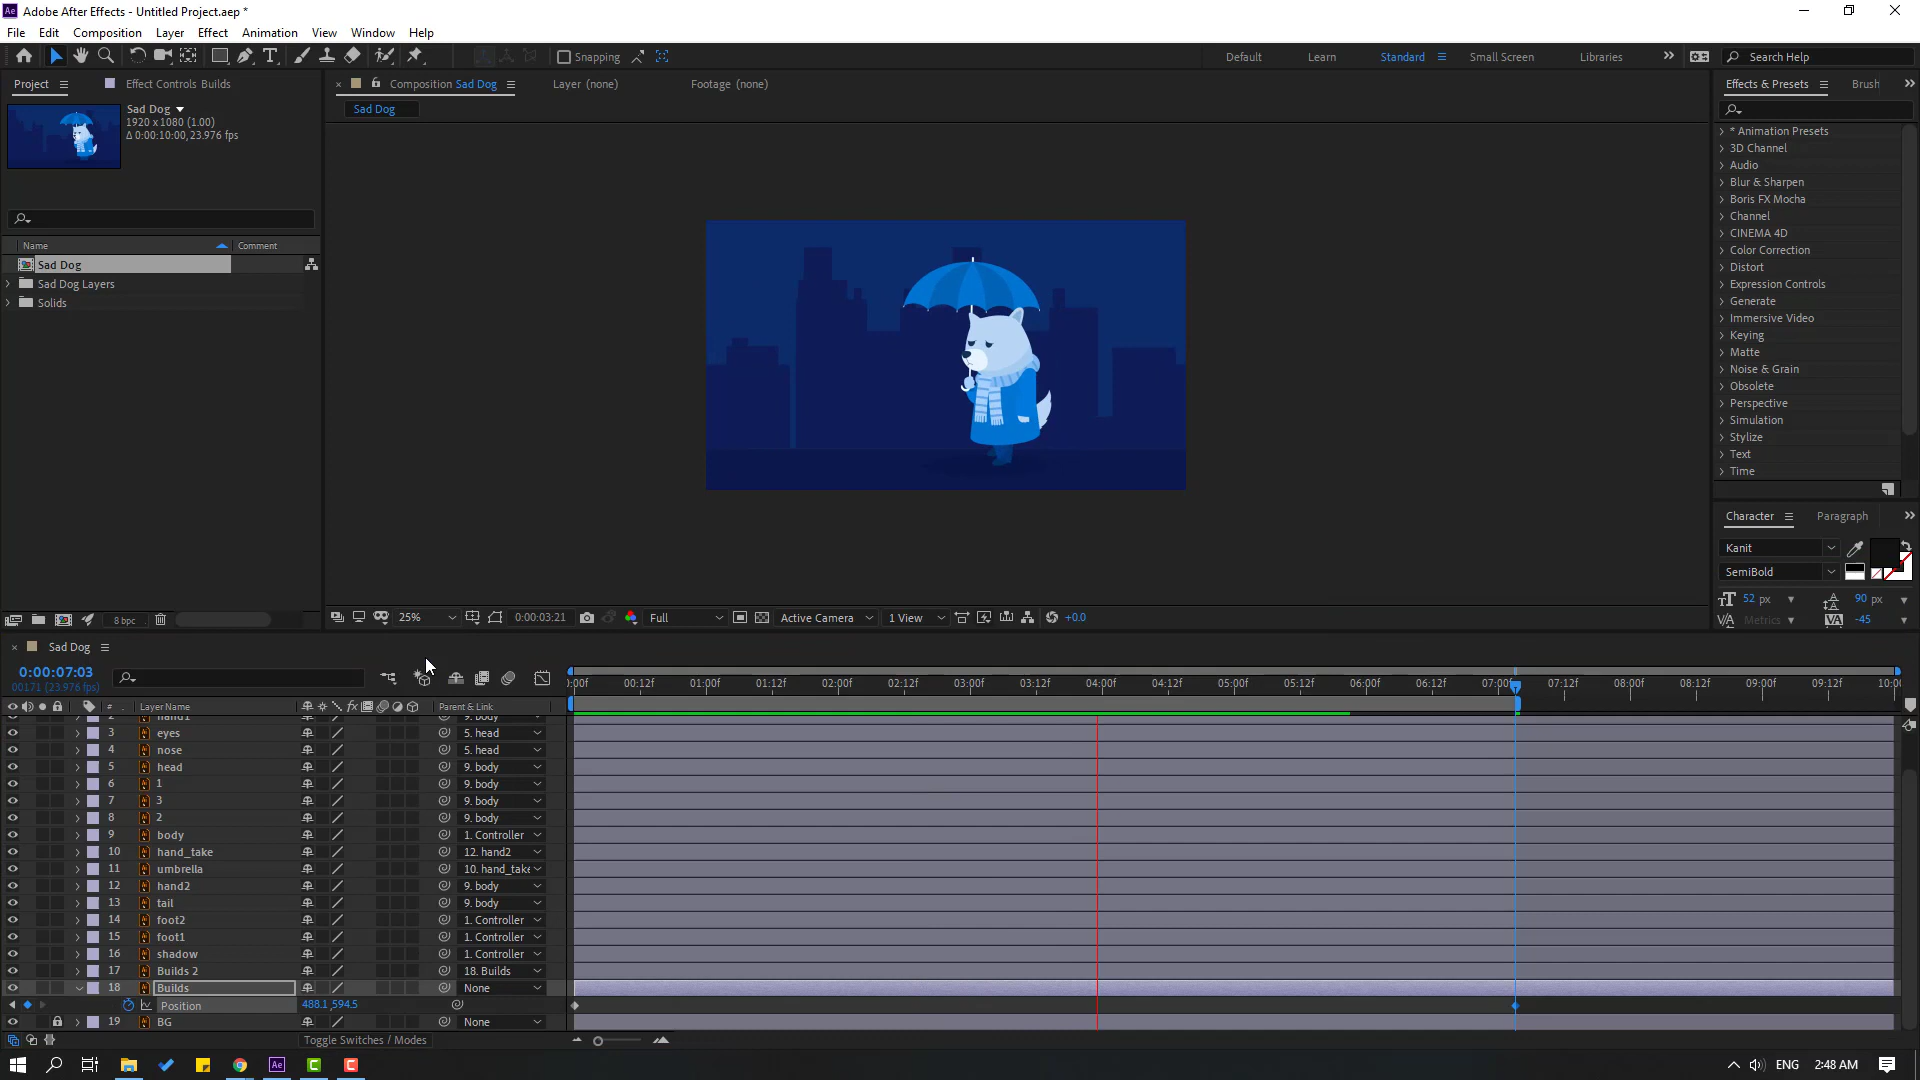 Adobe After Effects - Untitled Project.aep *
File Edit Composition Layer Effect Animation View Window Help
Snapping Default Learn Standard Small Screen Libraries Search Help
Project Effect Controls Builds Composition Sad Dog Layer (none) Footage (none) Effects & Presets Brush
Sad Dog
1920 x 1080 (1.00)
Δ 0:00:10:00, 23.976 fps
Sad Dog
Name Comment
Sad Dog
Sad Dog Layers
Solids
* Animation Presets
3D Channel
Audio
Blur & Sharpen
Boris FX Mocha
Channel
CINEMA 4D
Color Correction
Distort
Expression Controls
Generate
Immersive Video
Keying
Matte
Noise & Grain
Obsolete
Perspective
Simulation
Stylize
Text
Time
Character Paragraph
Kanit
SemiBold
52 px 90 px
Metrics -45
8 bpc 25% 0:00:03:21 Full Active Camera 1 View +0.0
Sad Dog
0:00:07:03
00171 (23.976 fps)
:00f 00:12f 01:00f 01:12f 02:00f 02:12f 03:00f 03:12f 04:00f 04:12f 05:00f 05:12f 06:00f 06:12f 07:00f 07:12f 08:00f 08:12f 09:00f 09:12f 10:00
# Layer Name Parent & Link
2 hand1 9. body
3 eyes 5. head
4 nose 5. head
5 head 9. body
6 1 9. body
7 3 9. body
8 2 9. body
9 body 1. Controller
10 hand_take 12. hand2
11 umbrella 10. hand_take
12 hand2 9. body
13 tail 9. body
14 foot2 1. Controller
15 foot1 1. Controller
16 shadow 1. Controller
17 Builds 2 18. Builds
18 Builds None
Position 488.1,594.5
19 BG None
Toggle Switches / Modes
ENG 2:48 AM